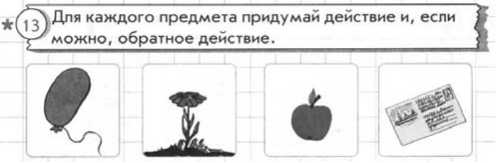 * 13 Для каждого предмета придумай действие и, если
можно, обратное действие.